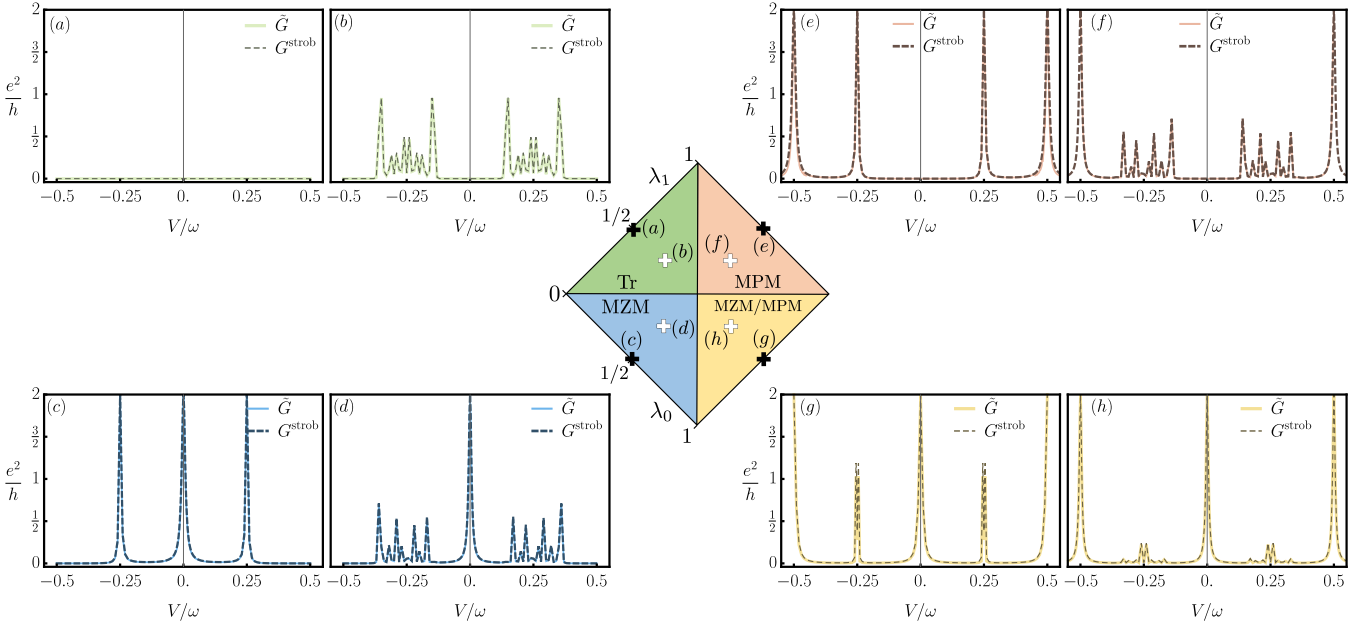 (a)
G̃
G^strob
2
3/2
1
1/2
0
e²/h
−0.5 −0.25 0. 0.25 0.5
V/ω
(b)
G̃
G^strob
−0.5 −0.25 0. 0.25 0.5
V/ω
(e)
G̃
G^strob
2
3/2
1
1/2
0
e²/h
−0.5 −0.25 0. 0.25 0.5
V/ω
(f)
G̃
G^strob
−0.5 −0.25 0. 0.25 0.5
V/ω
1
λ₁
1/2
(a)
(b)
(f)
(e)
Tr
MPM
0
MZM
MZM/MPM
(c)
(d)
(h)
(g)
1/2
λ₀
1
(c)
G̃
G^strob
2
3/2
1
1/2
0
e²/h
−0.5 −0.25 0. 0.25 0.5
V/ω
(d)
G̃
G^strob
−0.5 −0.25 0. 0.25 0.5
V/ω
(g)
G̃
G^strob
2
3/2
1
1/2
0
e²/h
−0.5 −0.25 0. 0.25 0.5
V/ω
(h)
G̃
G^strob
−0.5 −0.25 0. 0.25 0.5
V/ω